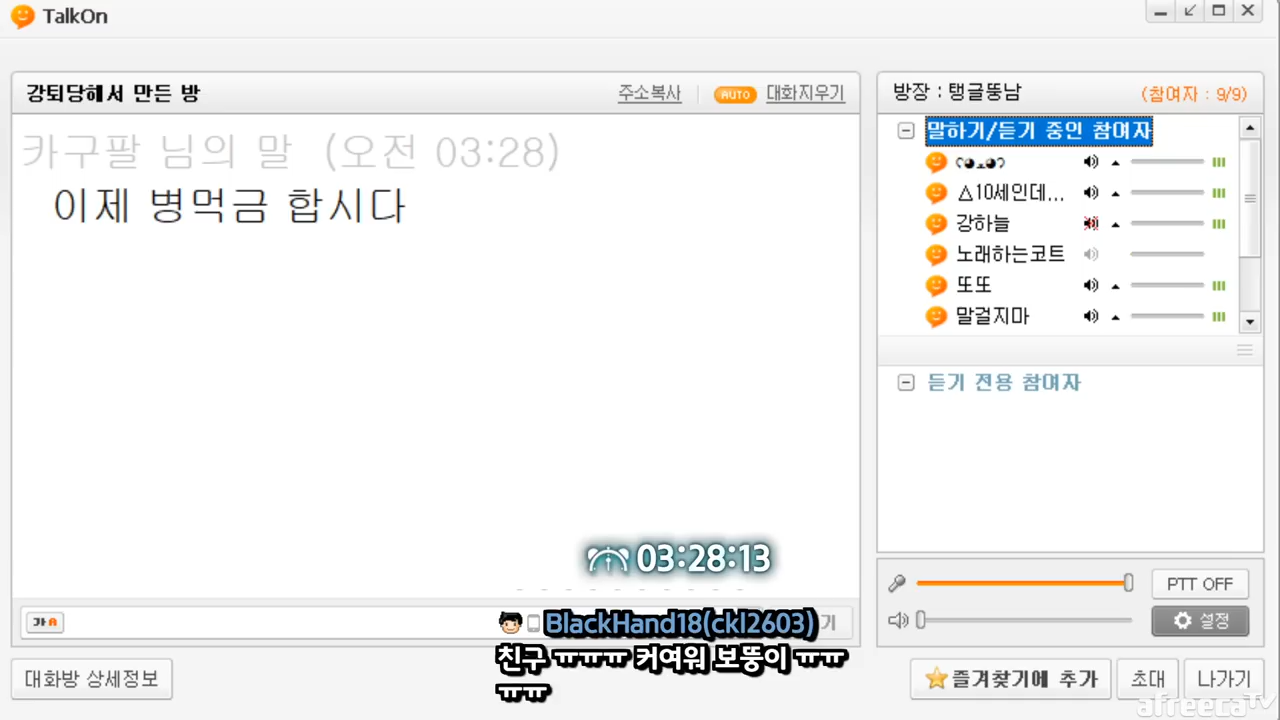 TalkOn
강퇴당해서 만든 방
주소복사
AUTO 대화지우기
카구팔 님의 말 (오전 03:28)
이제 병먹금 합시다
방장 : 탱글뚱남
(참여자 : 9/9)
말하기/듣기 중인 참여자
ʕ•̫͡•ʔ
△10세인데...
강하늘
노래하는코트
또또
말걸지마
듣기 전용 참여자
03:28:13
가A
BlackHand18(ckl2603)
친구 ㅠㅠㅠ 커여워 보뚱이 ㅠㅠ
ㅠㅠ
PTT OFF
설정
대화방 상세정보
즐겨찾기에 추가
초대
나가기
afreecaTV